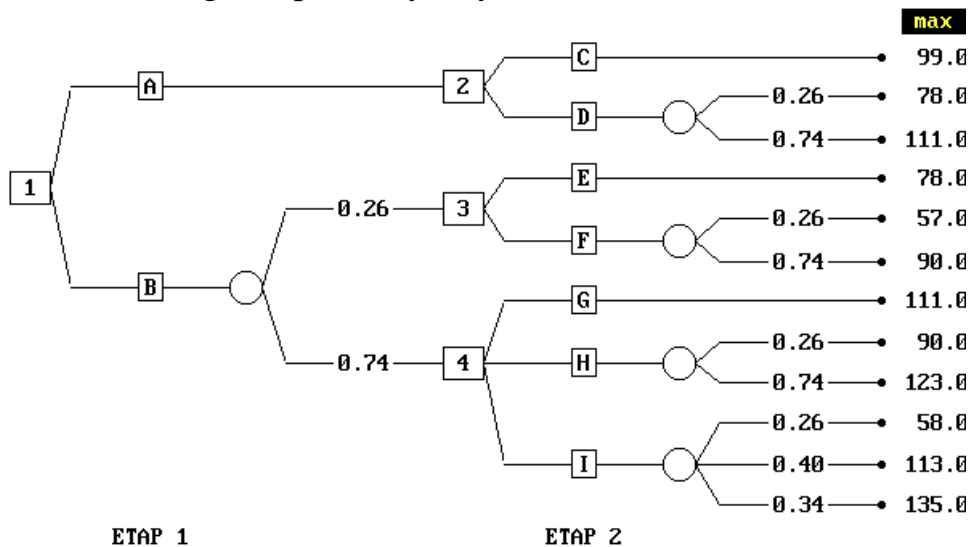 max
C 99.0
A 2 0.26 78.0
D
0.74 111.0
E 78.0
1
0.26 3 0.26 57.0
F
0.74 90.0
B G 111.0
0.26 90.0
0.74 4 H
0.74 123.0
0.26 58.0
I 0.40 113.0
0.34 135.0
ETAP 1 ETAP 2